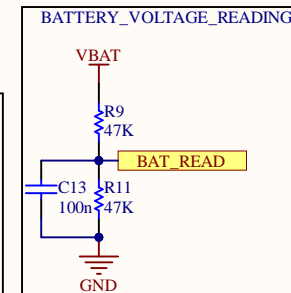 BATTERY_VOLTAGE_READING
VBAT
R9
47K
BAT_READ
C13
100n
R11
47K
GND